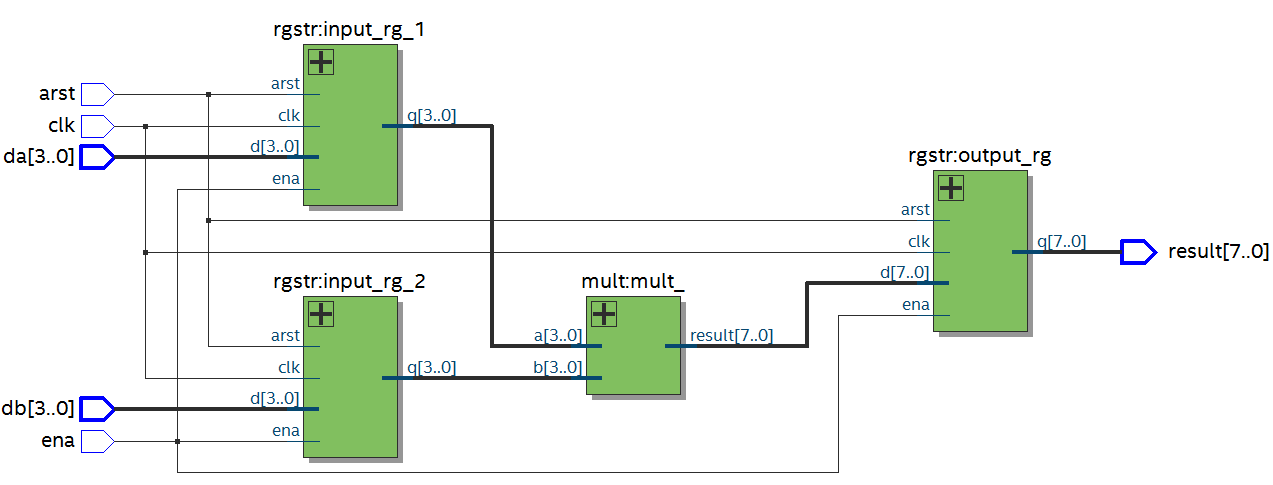 rgstr:input_rg_1
arst
clk
da[3..0]
arst
clk
d[3..0]
ena
q[3..0]
rgstr:output_rg
arst
clk
d[7..0]
ena
q[7..0]
result[7..0]
rgstr:input_rg_2
arst
clk
d[3..0]
ena
q[3..0]
db[3..0]
ena
mult:mult_
a[3..0]
b[3..0]
result[7..0]